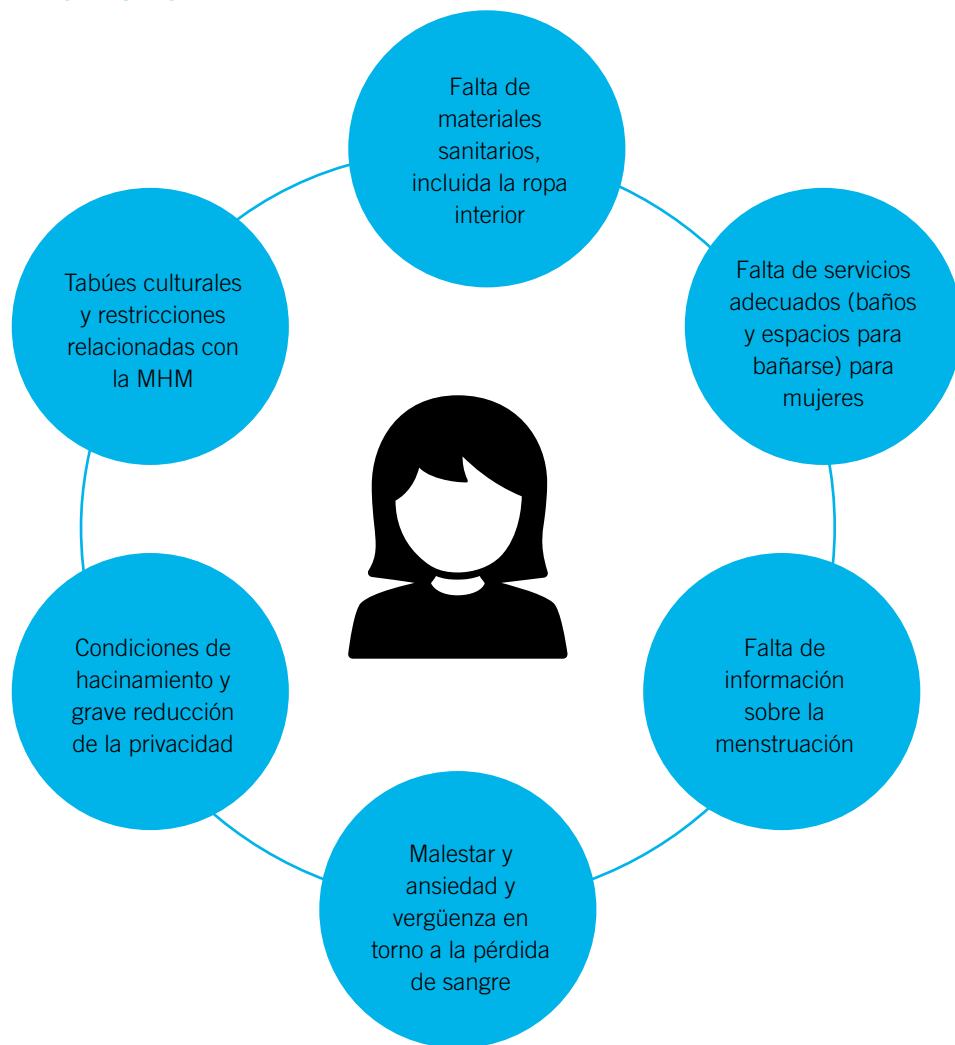 Falta de
materiales
sanitarios,
incluida la ropa
interior
Falta de servicios
adecuados (baños
y espacios para
bañarse) para
mujeres
Falta de
información
sobre la
menstruación
Malestar y
ansiedad y
vergüenza en
torno a la pérdida
de sangre
Condiciones de
hacinamiento y
grave reducción
de la privacidad
Tabúes culturales
y restricciones
relacionadas con
la MHM